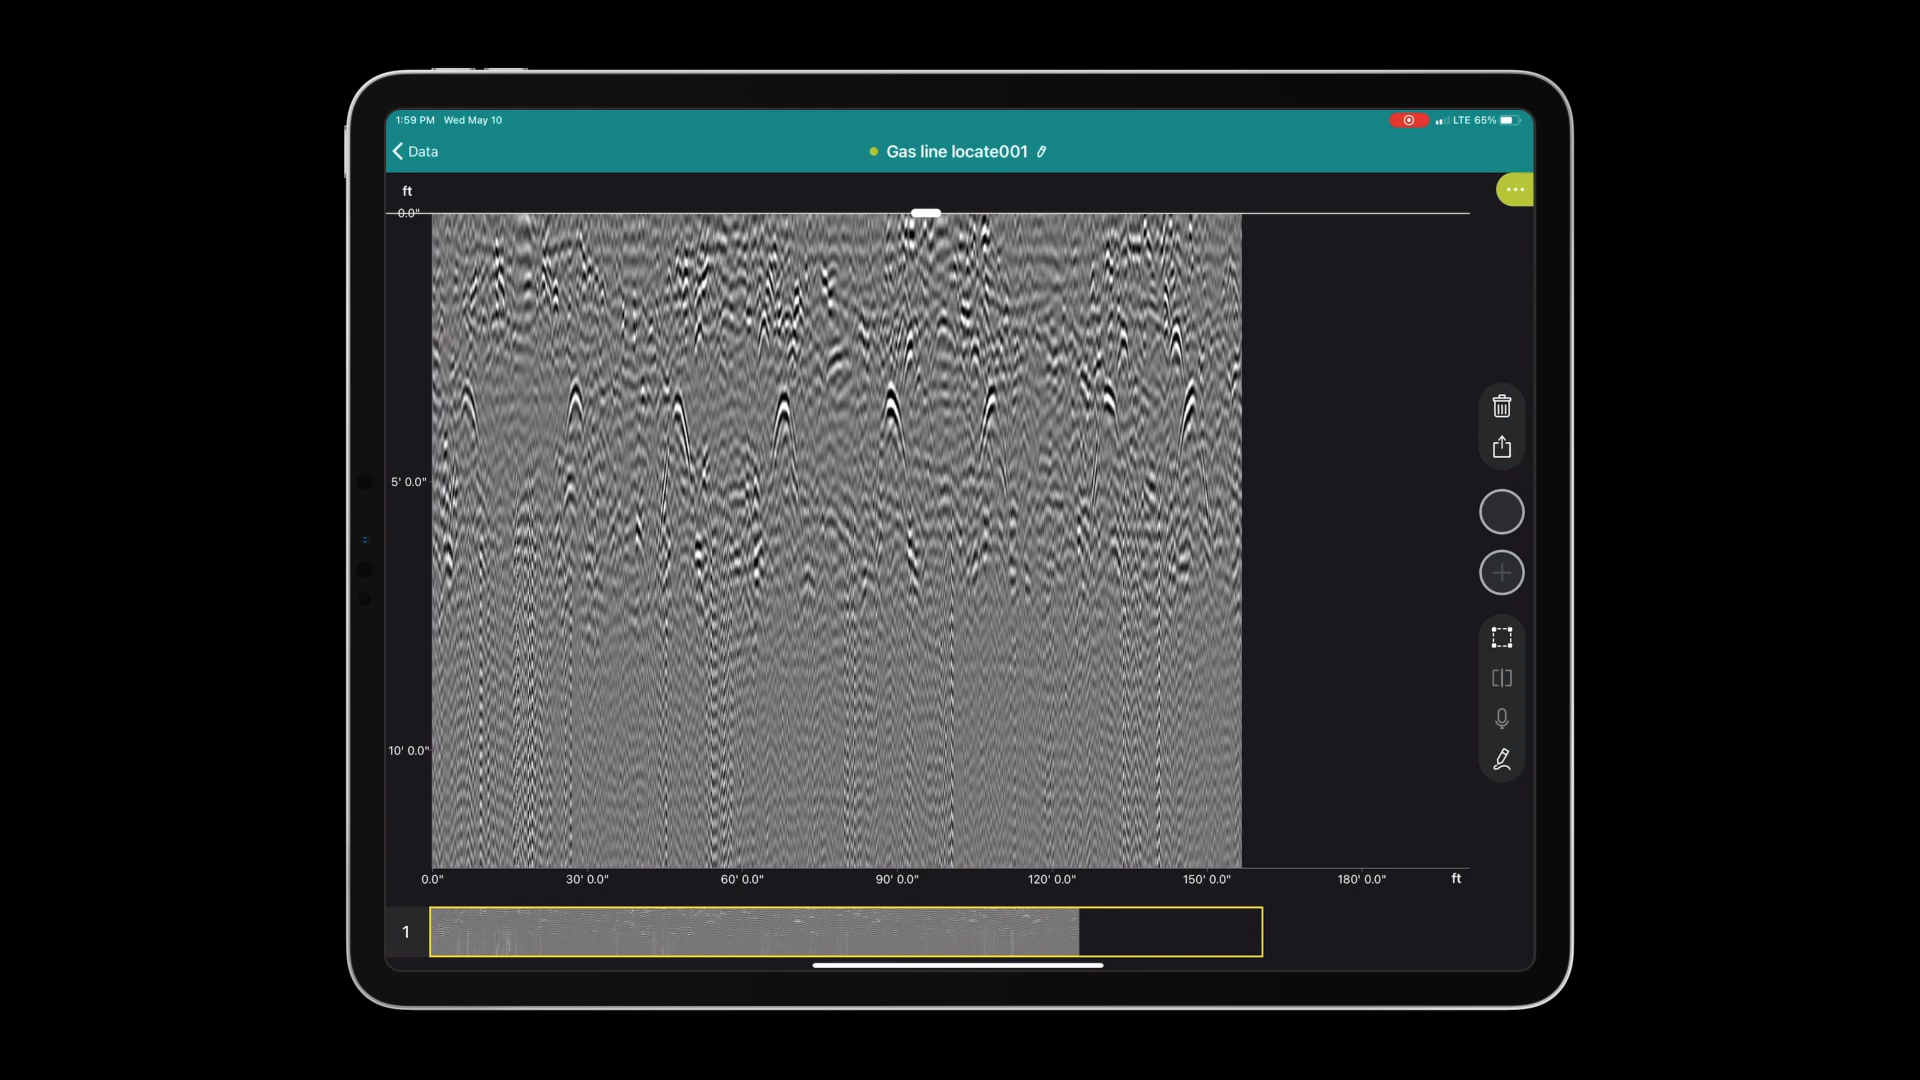 1:59 PM Wed May 10
LTE 65%
Data
Gas line locate001
ft
0.0"
5' 0.0"
10' 0.0"
0.0" 30' 0.0" 60' 0.0" 90' 0.0" 120' 0.0" 150' 0.0" 180' 0.0" ft
1